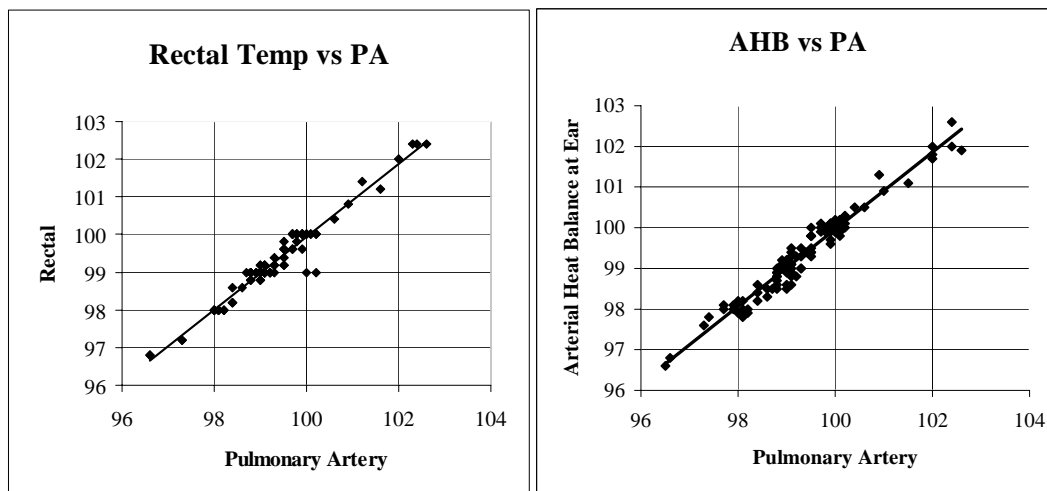 Rectal Temp vs PA
103
102
101
100
99
98
97
96
Rectal
96 98 100 102 104
Pulmonary Artery
AHB vs PA
103
102
101
100
99
98
97
96
Arterial Heat Balance at Ear
96 98 100 102 104
Pulmonary Artery